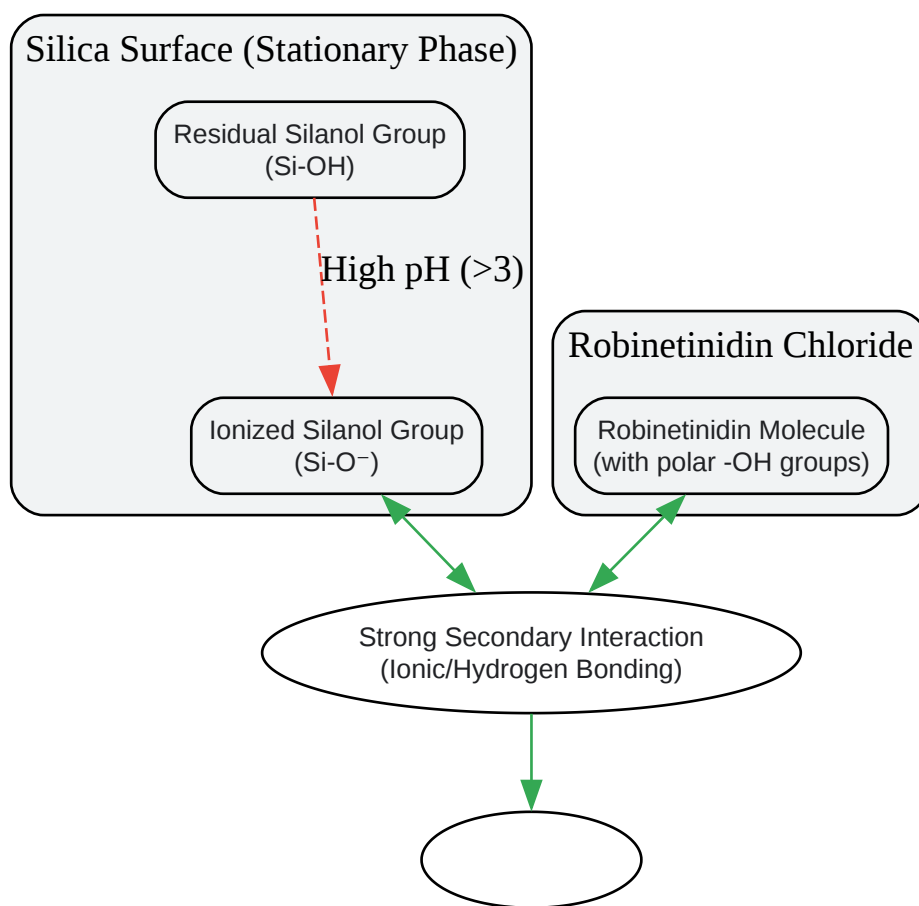 Silica Surface (Stationary Phase)
Residual Silanol Group
(Si-OH)
High pH (>3)
Robinetinidin Chloride
Ionized Silanol Group
(Si-O⁻)
Robinetinidin Molecule
(with polar -OH groups)
Strong Secondary Interaction
(Ionic/Hydrogen Bonding)